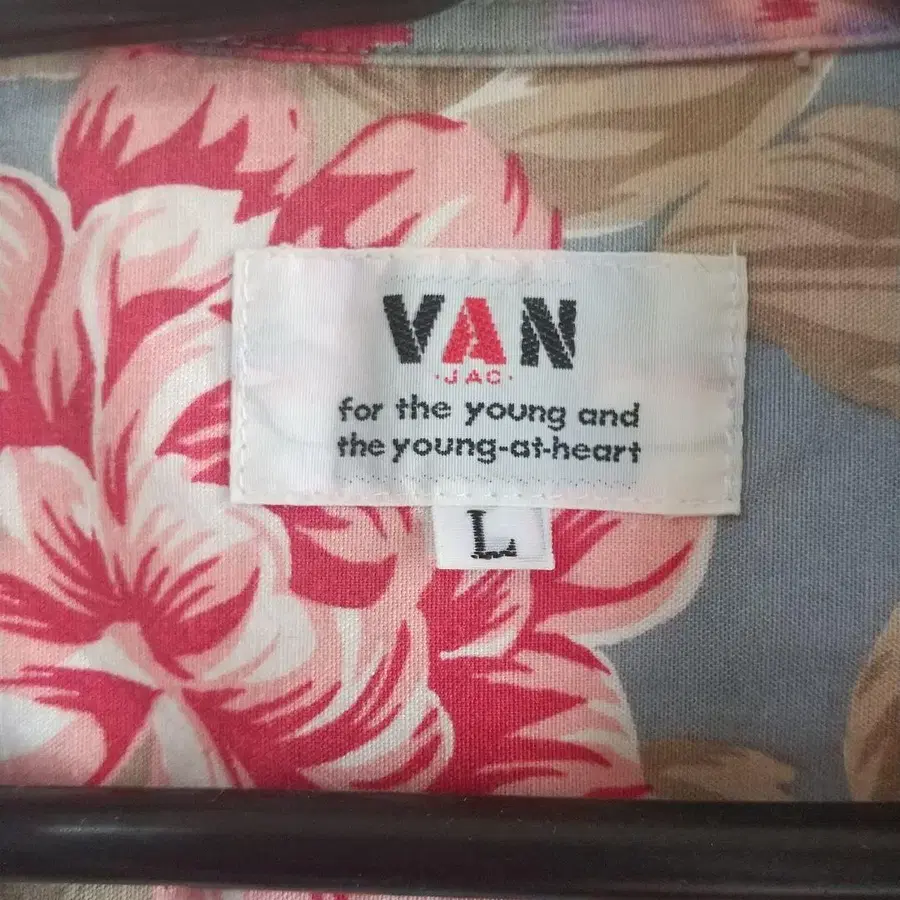 VAN
·JAC·
for the young and
the young-at-heart
L